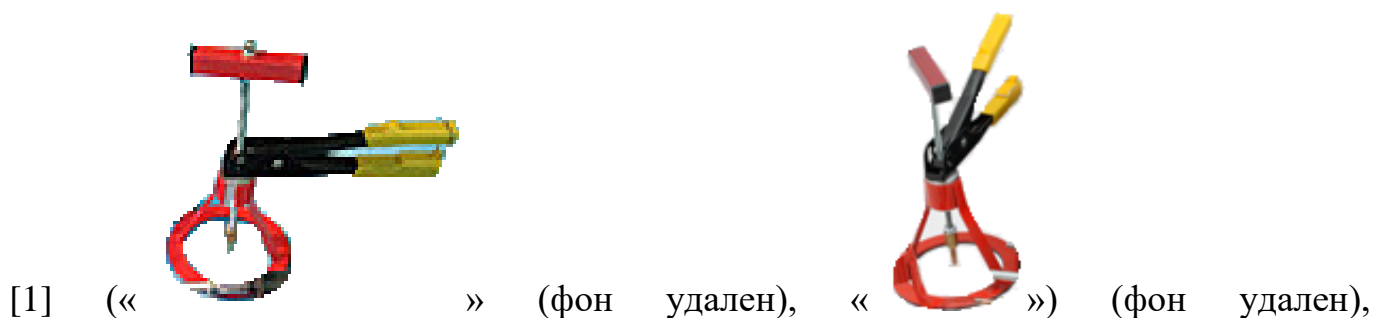 [1] (« » (фон удален), « ») (фон удален),